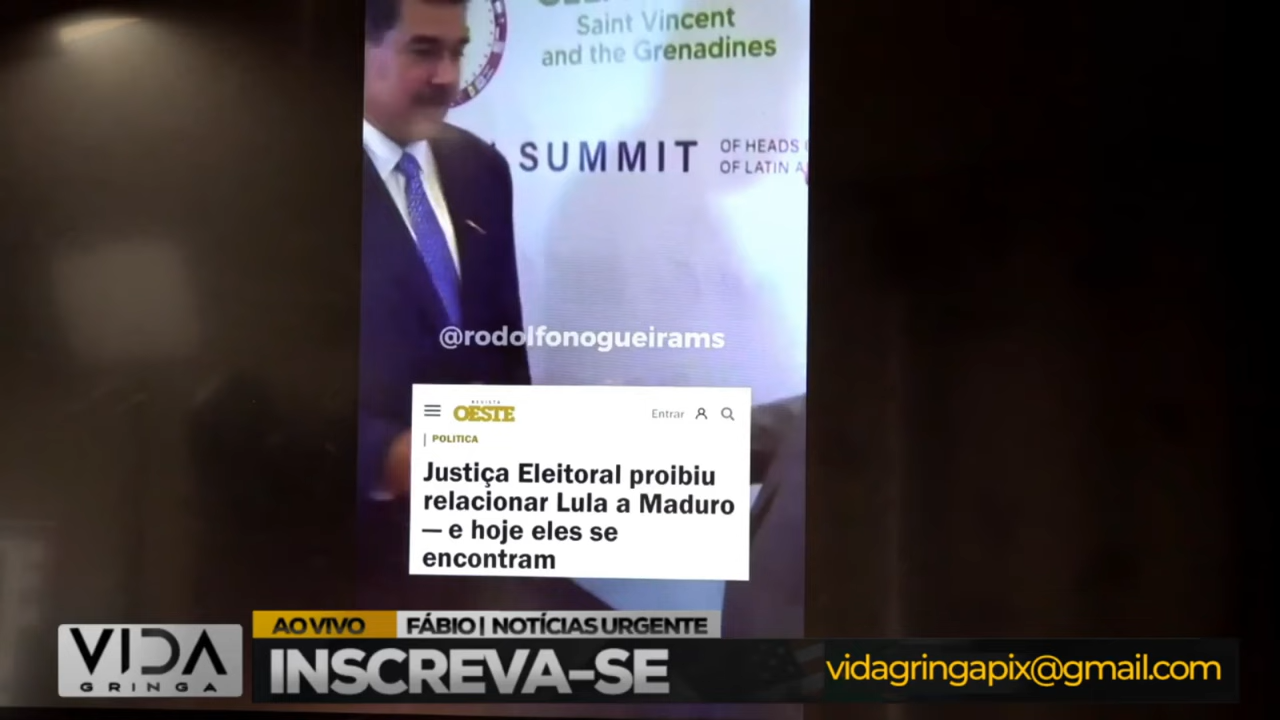 Saint Vincent
and the Grenadines
SUMMIT
OF HEADS
OF LATIN
@rodolfonogueirams
REVISTA
OESTE
Entrar
POLITICA
Justiça Eleitoral proibiu
relacionar Lula a Maduro
— e hoje eles se
encontram
AO VIVO
FÁBIO | NOTÍCIAS URGENTE
VIDA
GRINGA
INSCREVA-SE
vidagringapix@gmail.com